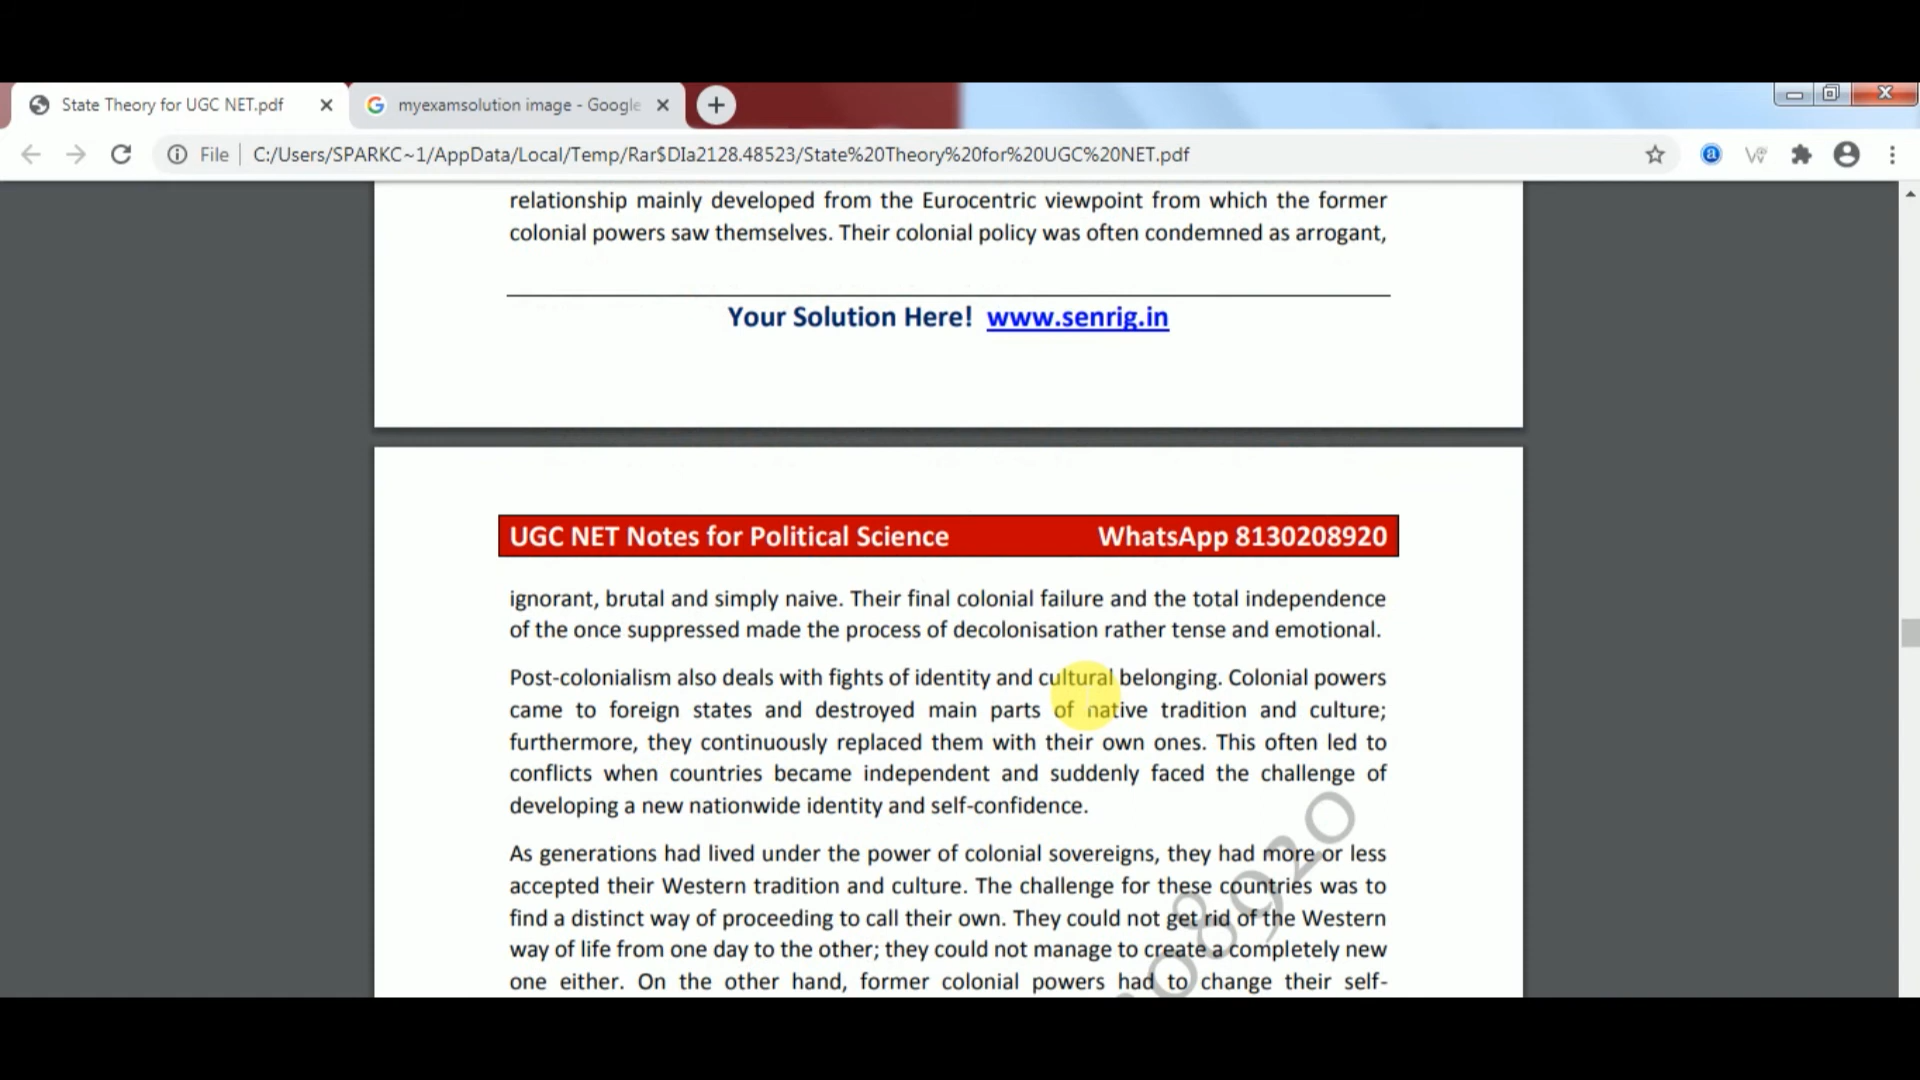 State Theory for UGC NET.pdf
myexamsolution image - Google
File
C:/Users/SPARKC~1/AppData/Local/Temp/Rar$DIa2128.48523/State%20Theory%20for%20UGC%20NET.pdf
relationship mainly developed from the Eurocentric viewpoint from which the former
colonial powers saw themselves. Their colonial policy was often condemned as arrogant,
Your Solution Here! www.senrig.in
UGC NET Notes for Political Science WhatsApp 8130208920
ignorant, brutal and simply naive. Their final colonial failure and the total independence
of the once suppressed made the process of decolonisation rather tense and emotional.
Post-colonialism also deals with fights of identity and cultural belonging. Colonial powers
came to foreign states and destroyed main parts of native tradition and culture;
furthermore, they continuously replaced them with their own ones. This often led to
conflicts when countries became independent and suddenly faced the challenge of
developing a new nationwide identity and self-confidence.
As generations had lived under the power of colonial sovereigns, they had more or less
accepted their Western tradition and culture. The challenge for these countries was to
find a distinct way of proceeding to call their own. They could not get rid of the Western
way of life from one day to the other; they could not manage to create a completely new
one either. On the other hand, former colonial powers had to change their self-
08920